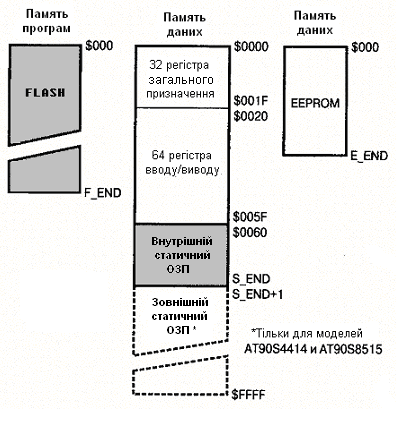 Память
програм
Память
даних
Память
даних
$000
$0000
$000
FLASH
32 регістра
загального
призначення
EEPROM
$001F
$0020
E_END
64 регістра
вводу/виводу
F_END
$005F
$0060
Внутрішній
статичний
ОЗП
S_END
S_END+1
Зовнішній
статичний
ОЗП *
*Тільки для моделей
AT90S4414 и AT90S8515
$FFFF